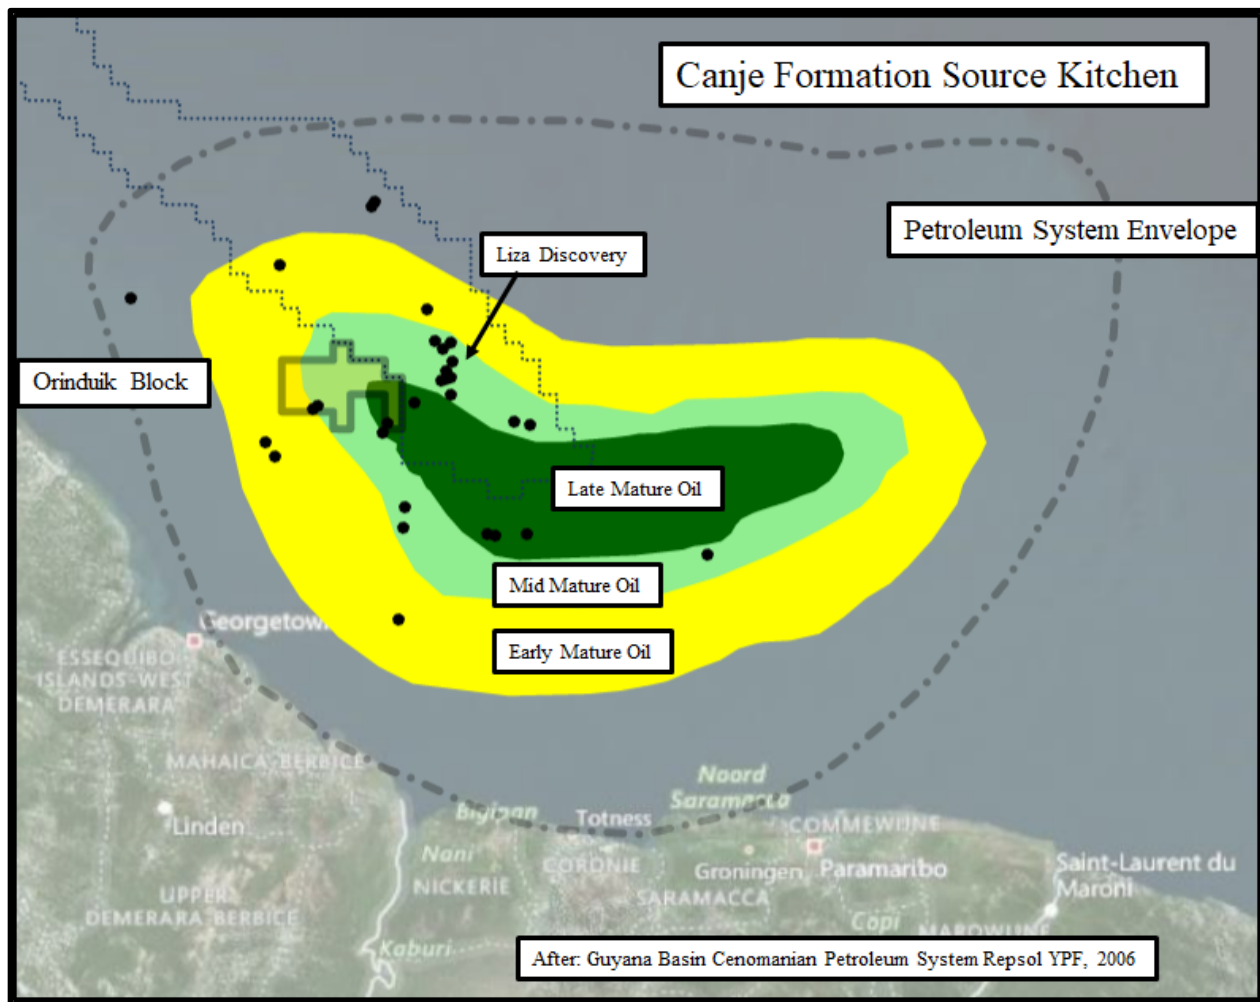 Canje Formation Source Kitchen
Petroleum System Envelope
Liza Discovery
Orinduik Block
Late Mature Oil
Mid Mature Oil
Early Mature Oil
Georgetown
ESSEQUIBO
ISLANDS-WEST
DEMERARA
MAHAICA-BERBICE
Linden
UPPER
DEMERARA-BERBICE
Noord
Saramacca
Totness
COMMEWIJNE
Nani
NICKERIE
CORONIE
Groningen
Paramaribo
SARAMACCA
Saint-Laurent du
Maroni
Copi
MAROWIJNE
Kaburi
After: Guyana Basin Cenomanian Petroleum System Repsol YPF, 2006